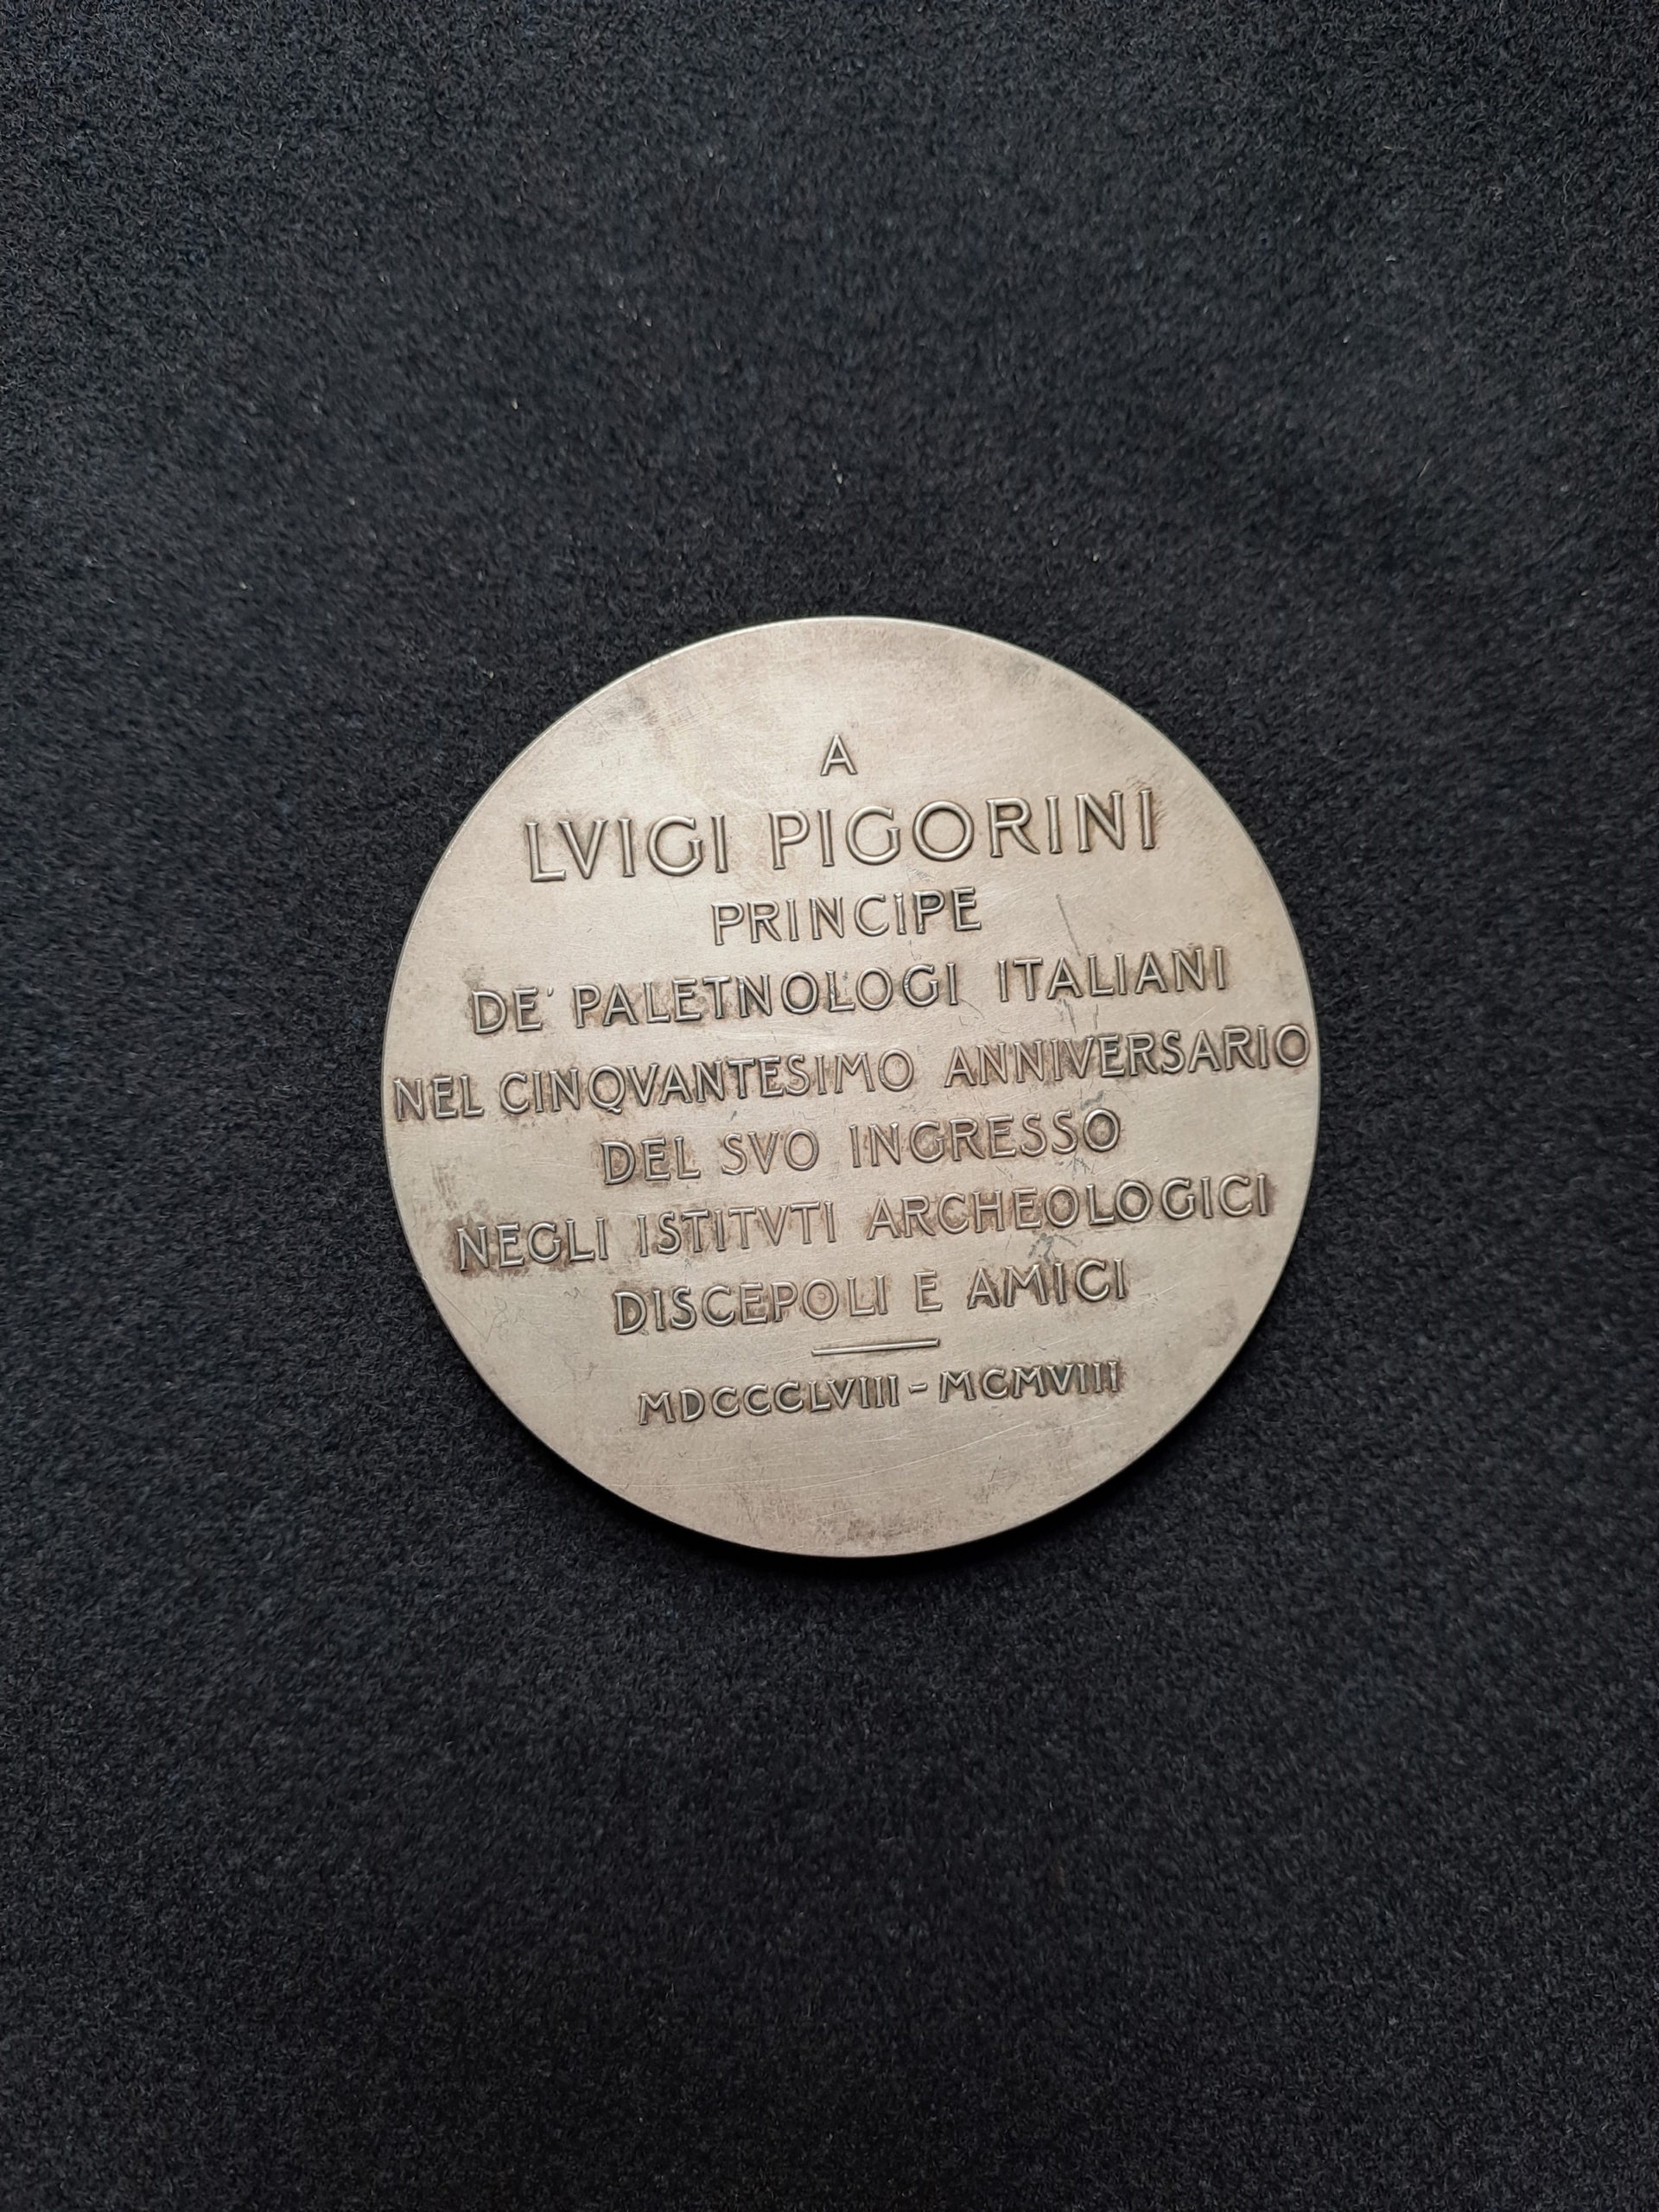 A
LVIGI PIGORINI
PRINCIPE
DE' PALETNOLOGI ITALIANI
NEL CINQVANTESIMO ANNIVERSARIO
DEL SVO INGRESSO
NEGLI ISTITVTI ARCHEOLOGICI
DISCEPOLI E AMICI
MDCCCLVIII - MCMVIII